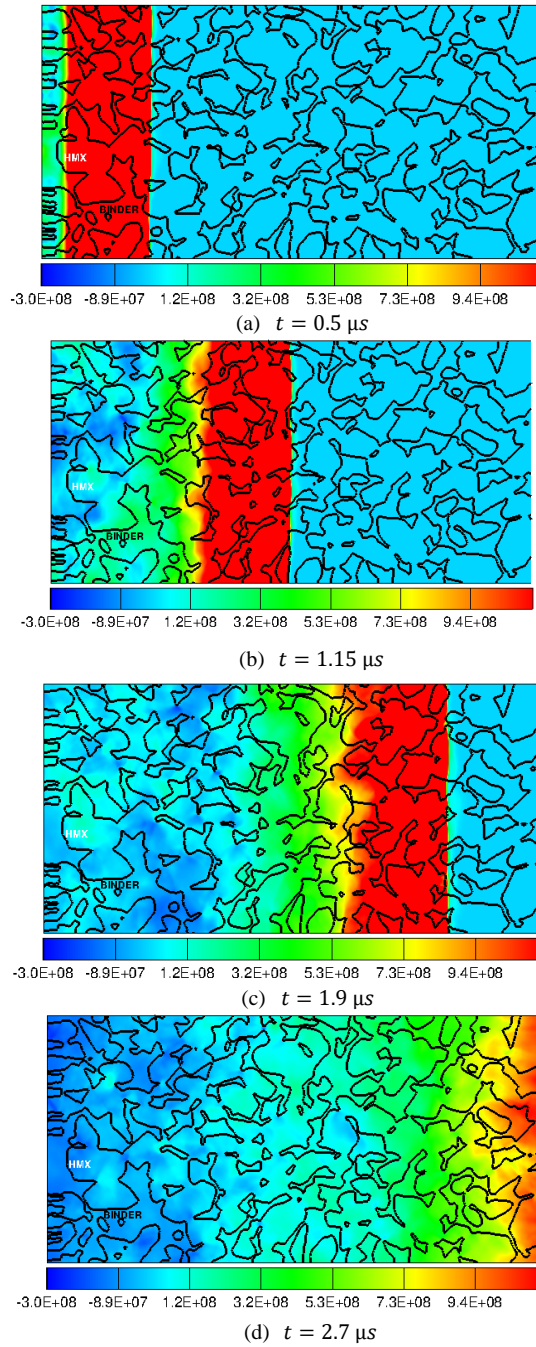 HMX
BINDER
-3.0E+08 -8.9E+07 1.2E+08 3.2E+08 5.3E+08 7.3E+08 9.4E+08
(a) t = 0.5 μs
HMX
BINDER
-3.0E+08 -8.9E+07 1.2E+08 3.2E+08 5.3E+08 7.3E+08 9.4E+08
(b) t = 1.15 μs
HMX
BINDER
-3.0E+08 -8.9E+07 1.2E+08 3.2E+08 5.3E+08 7.3E+08 9.4E+08
(c) t = 1.9 μs
HMX
BINDER
-3.0E+08 -8.9E+07 1.2E+08 3.2E+08 5.3E+08 7.3E+08 9.4E+08
(d) t = 2.7 μs